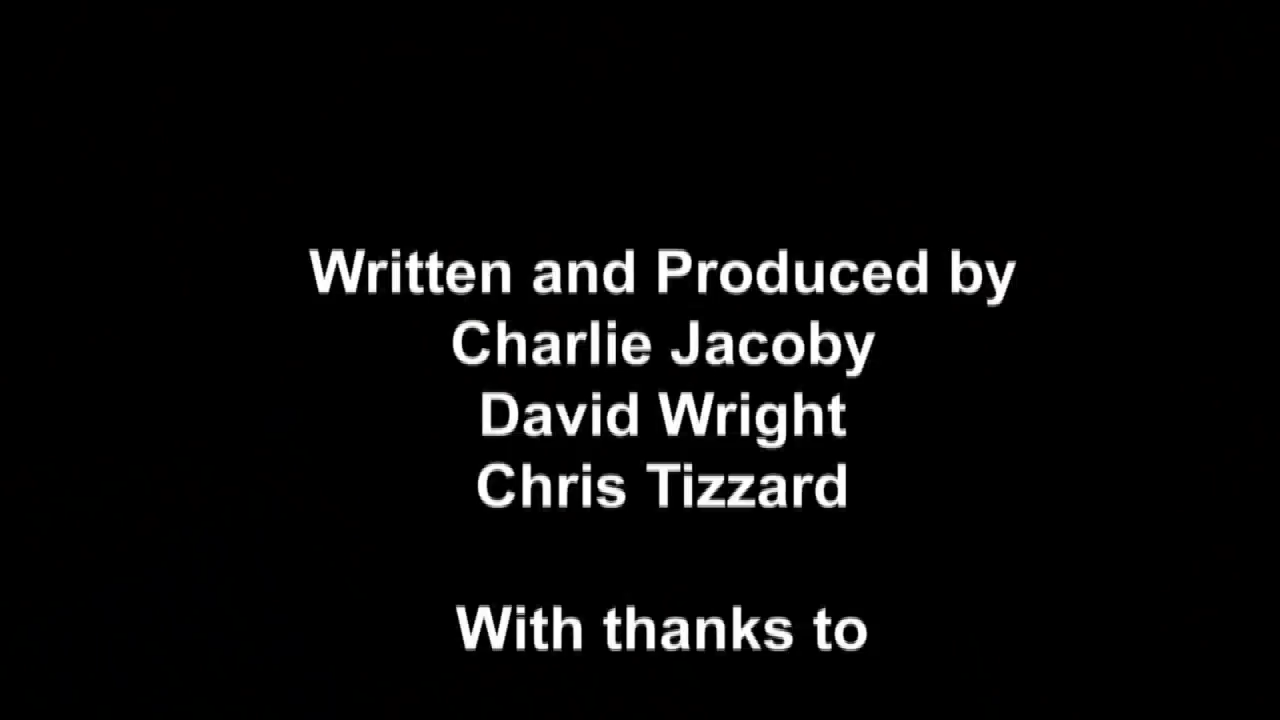 Written and Produced by
Charlie Jacoby
David Wright
Chris Tizzard
With thanks to